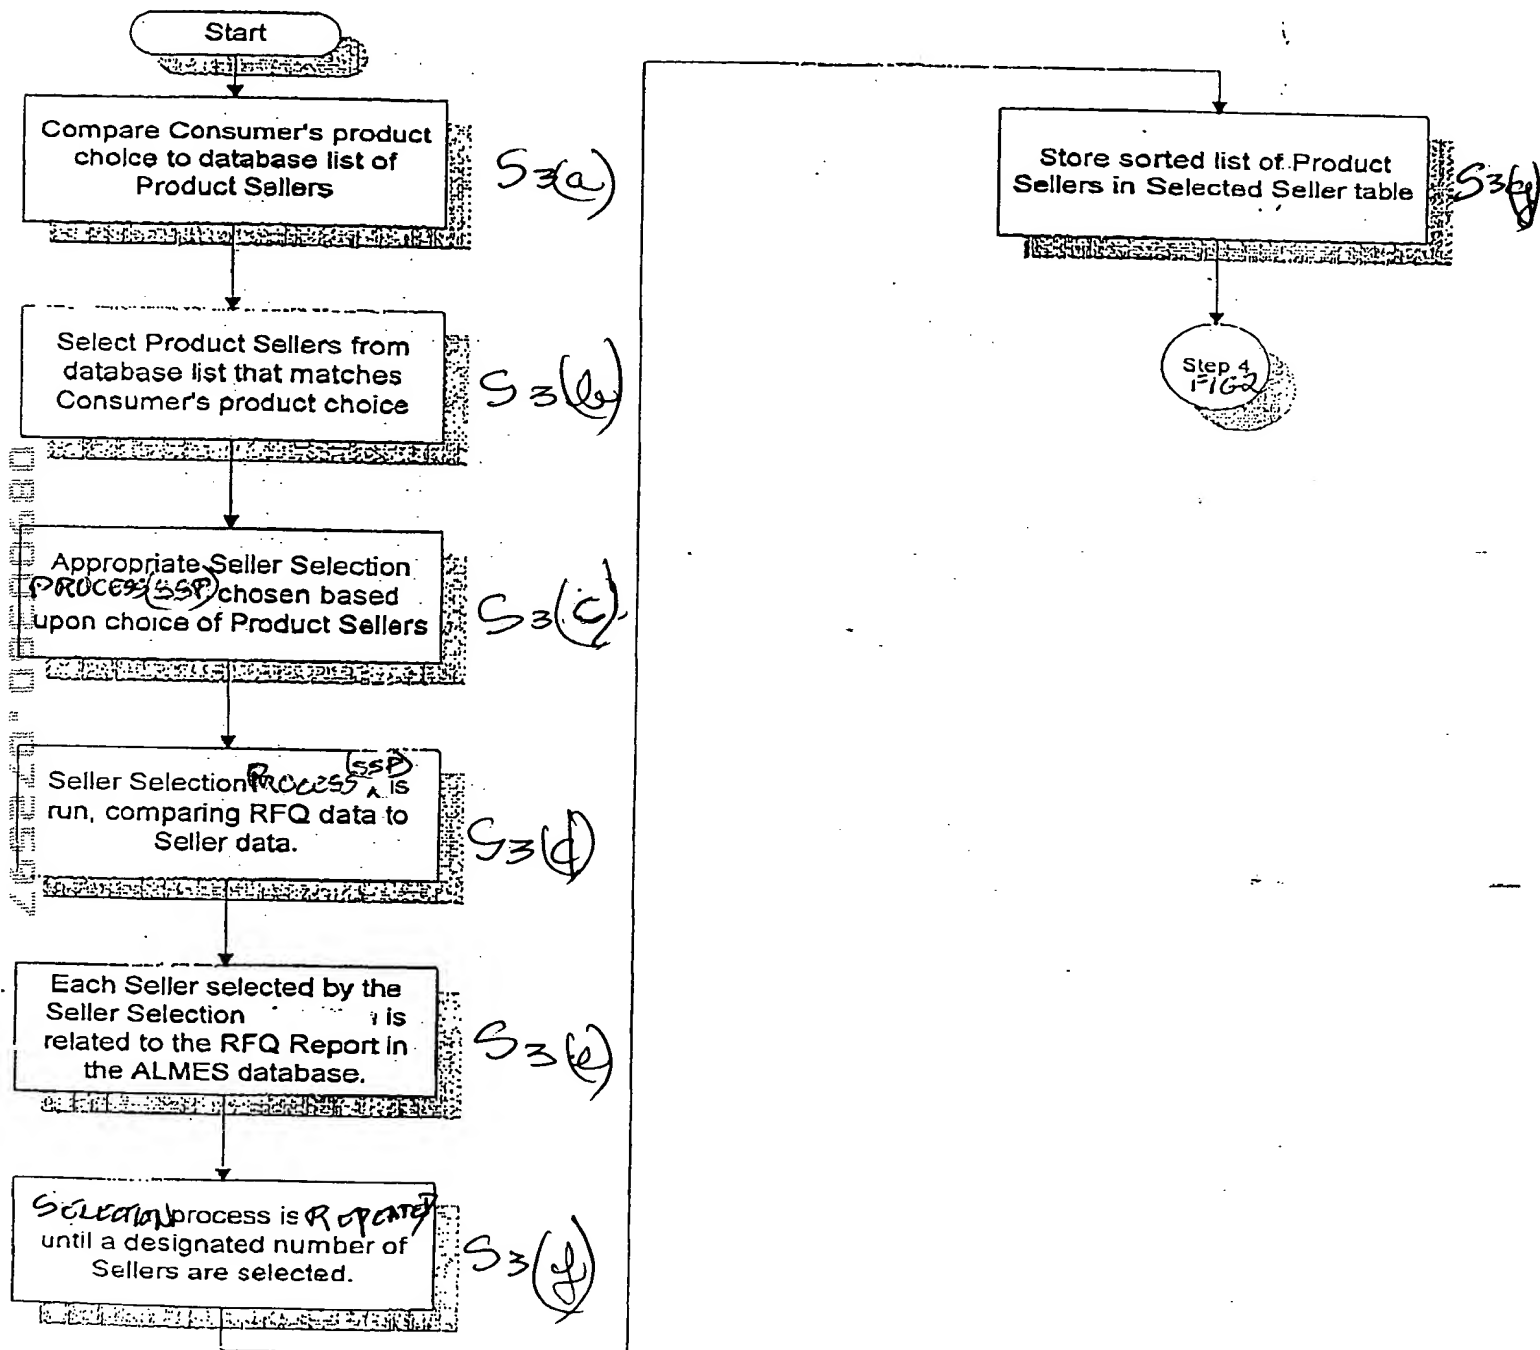 Start
Compare Consumer's product
choice to database list of
Product Sellers
S3(a)
Select Product Sellers from
database list that matches
Consumer's product choice
S3(b)
Appropriate Seller Selection
PROCESS (SSP) chosen based
upon choice of Product Sellers
S3(c)
Seller Selection PROCESS (SSP) is
run, comparing RFQ data to
Seller data.
S3(d)
Each Seller selected by the
Seller Selection is
related to the RFQ Report in
the ALMES database.
S3(e)
SELECTION process is REPEATED
until a designated number of
Sellers are selected.
S3(f)
Store sorted list of Product
Sellers in Selected Seller table
S3(g)
Step 4
FIG2